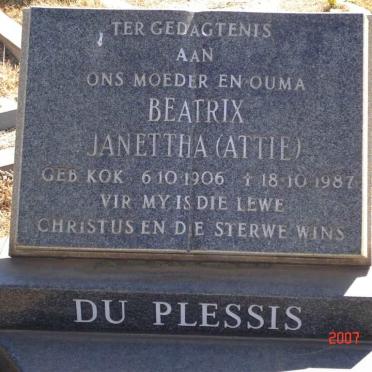 TER GEDAGTENIS
AAN
ONS MOEDER EN OUMA
BEATRIX
JANETTHA (ATTIE)
GEB KOK 6·10·1906 † 18·10·1987
VIR MY IS DIE LEWE
CHRISTUS EN DIE STERWE WINS
DU PLESSIS
2007